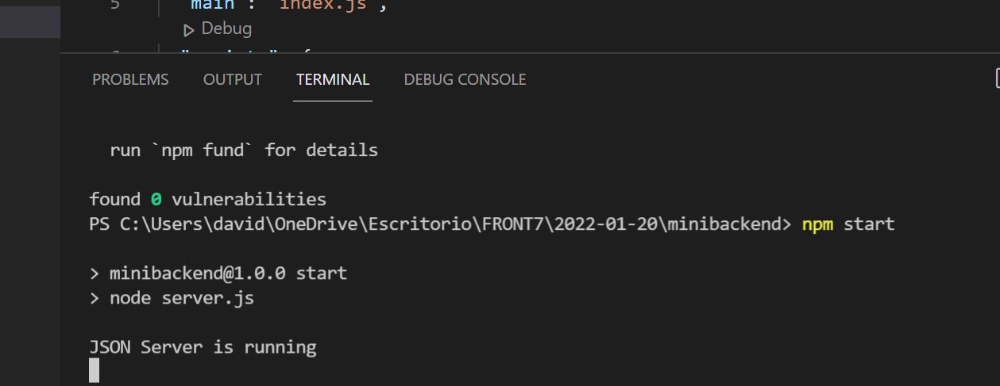 5 "main": "index.js",
Debug
PROBLEMS OUTPUT TERMINAL DEBUG CONSOLE
run `npm fund` for details
found 0 vulnerabilities
PS C:\Users\david\OneDrive\Escritorio\FRONT7\2022-01-20\minibackend> npm start
> minibackend@1.0.0 start
> node server.js
JSON Server is running